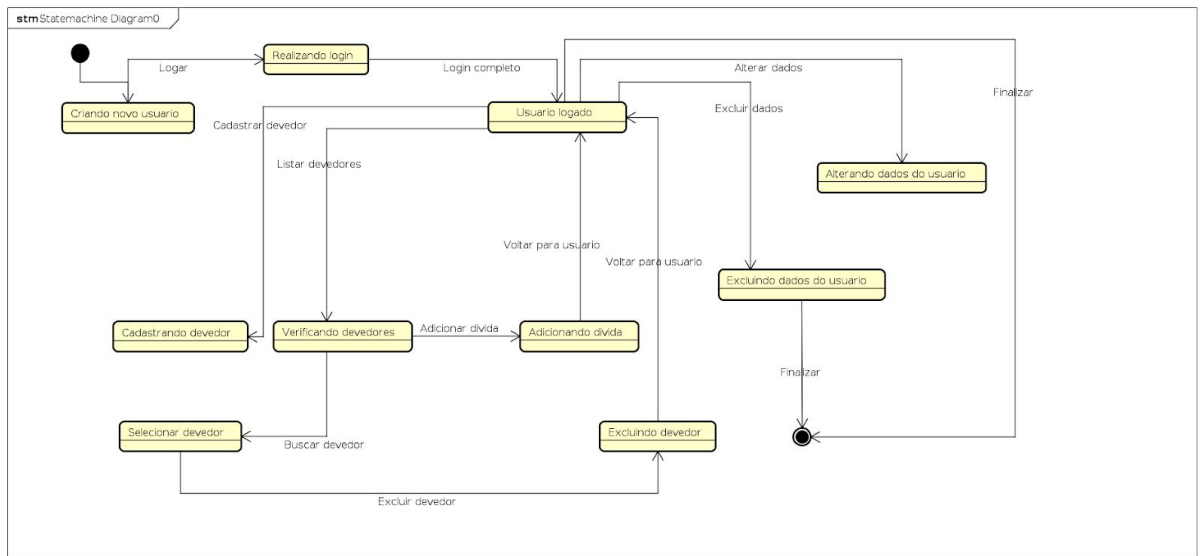 stm Statemachine Diagram0
Realizando login
Logar
Login completo
Alterar dados
Finalizar
Criando novo usuario
Usuario logado
Excluir dados
Cadastrar devedor
Listar devedores
Alterando dados do usuario
Voltar para usuario
Voltar para usuario
Excluindo dados do usuario
Cadastrando devedor
Verificando devedores
Adicionar divida
Adicionando divida
Finalizar
Selecionar devedor
Buscar devedor
Excluindo devedor
Excluir devedor